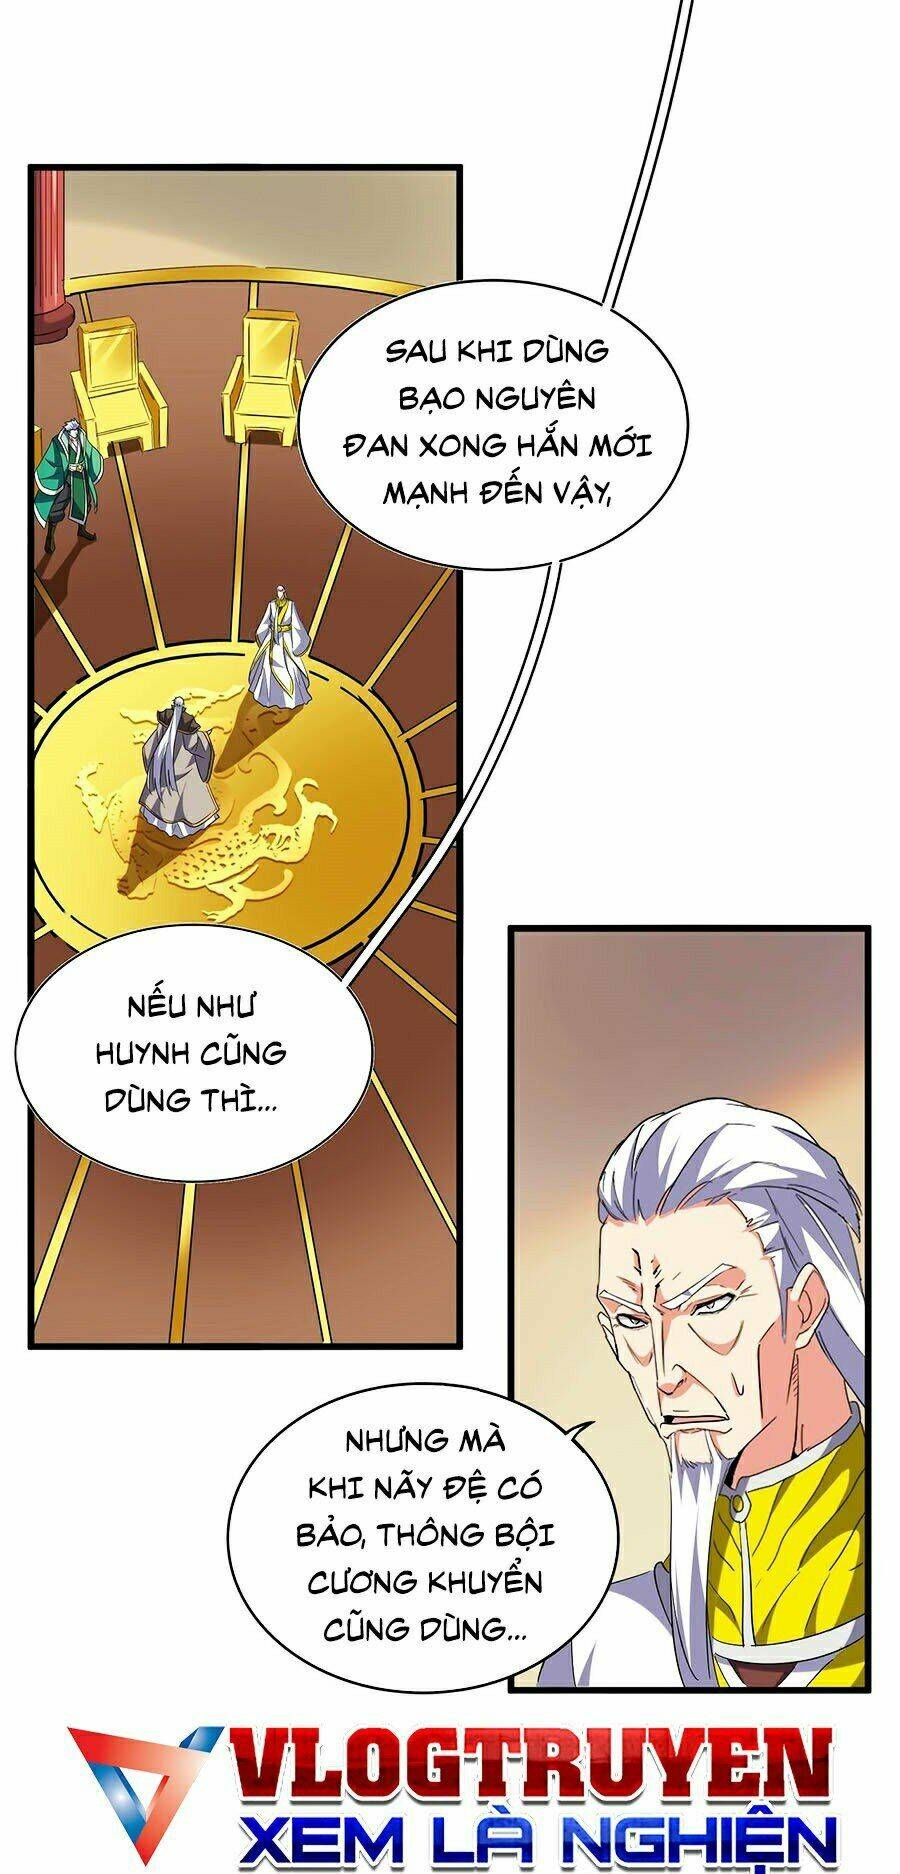 SAU KHI DÙNG
BẠO NGUYÊN
ĐAN XONG HẮN MỚI
MẠNH ĐẾN VẬY,
NẾU NHƯ
HUYNH CŨNG
DÙNG THÌ...
NHƯNG MÀ
KHI NÃY ĐỆ CÓ
BẢO, THÔNG BỘI
CƯƠNG KHUYỂN
CŨNG DÙNG...
VLOGTRUYEN
XEM LÀ NGHIỆN